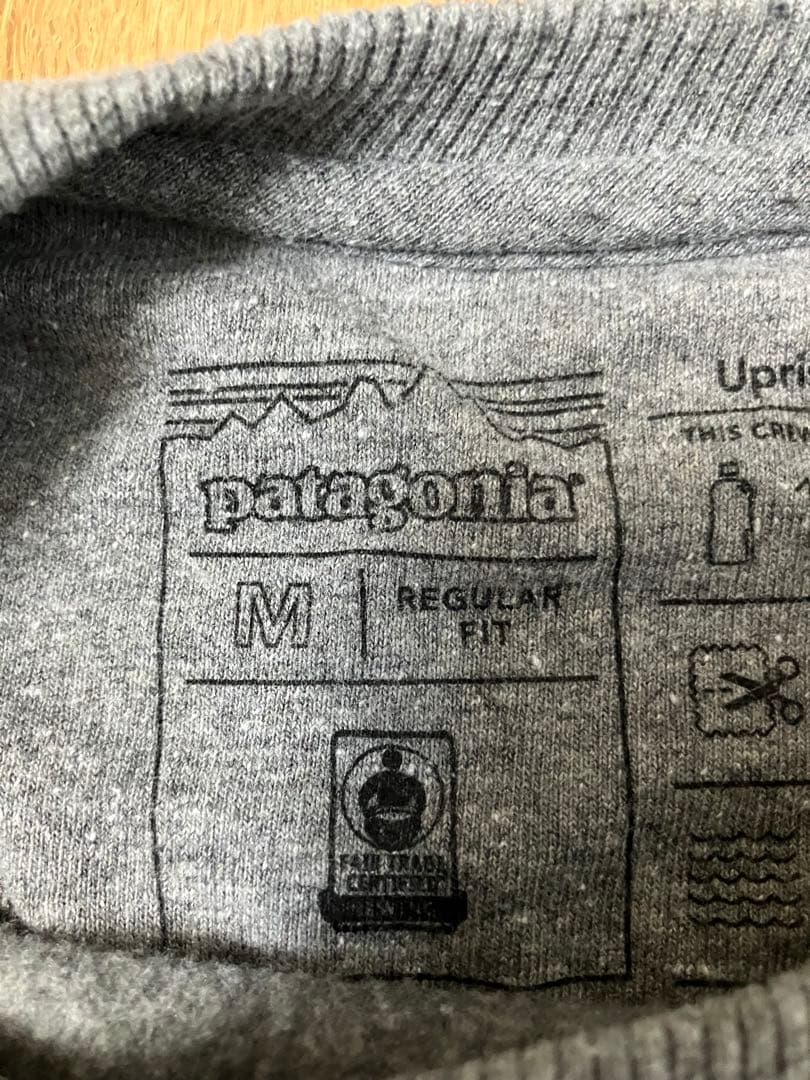 patagonia®
M
REGULAR
FIT
FAIR TRADE
CERTIFIED
Upri
THIS CREW